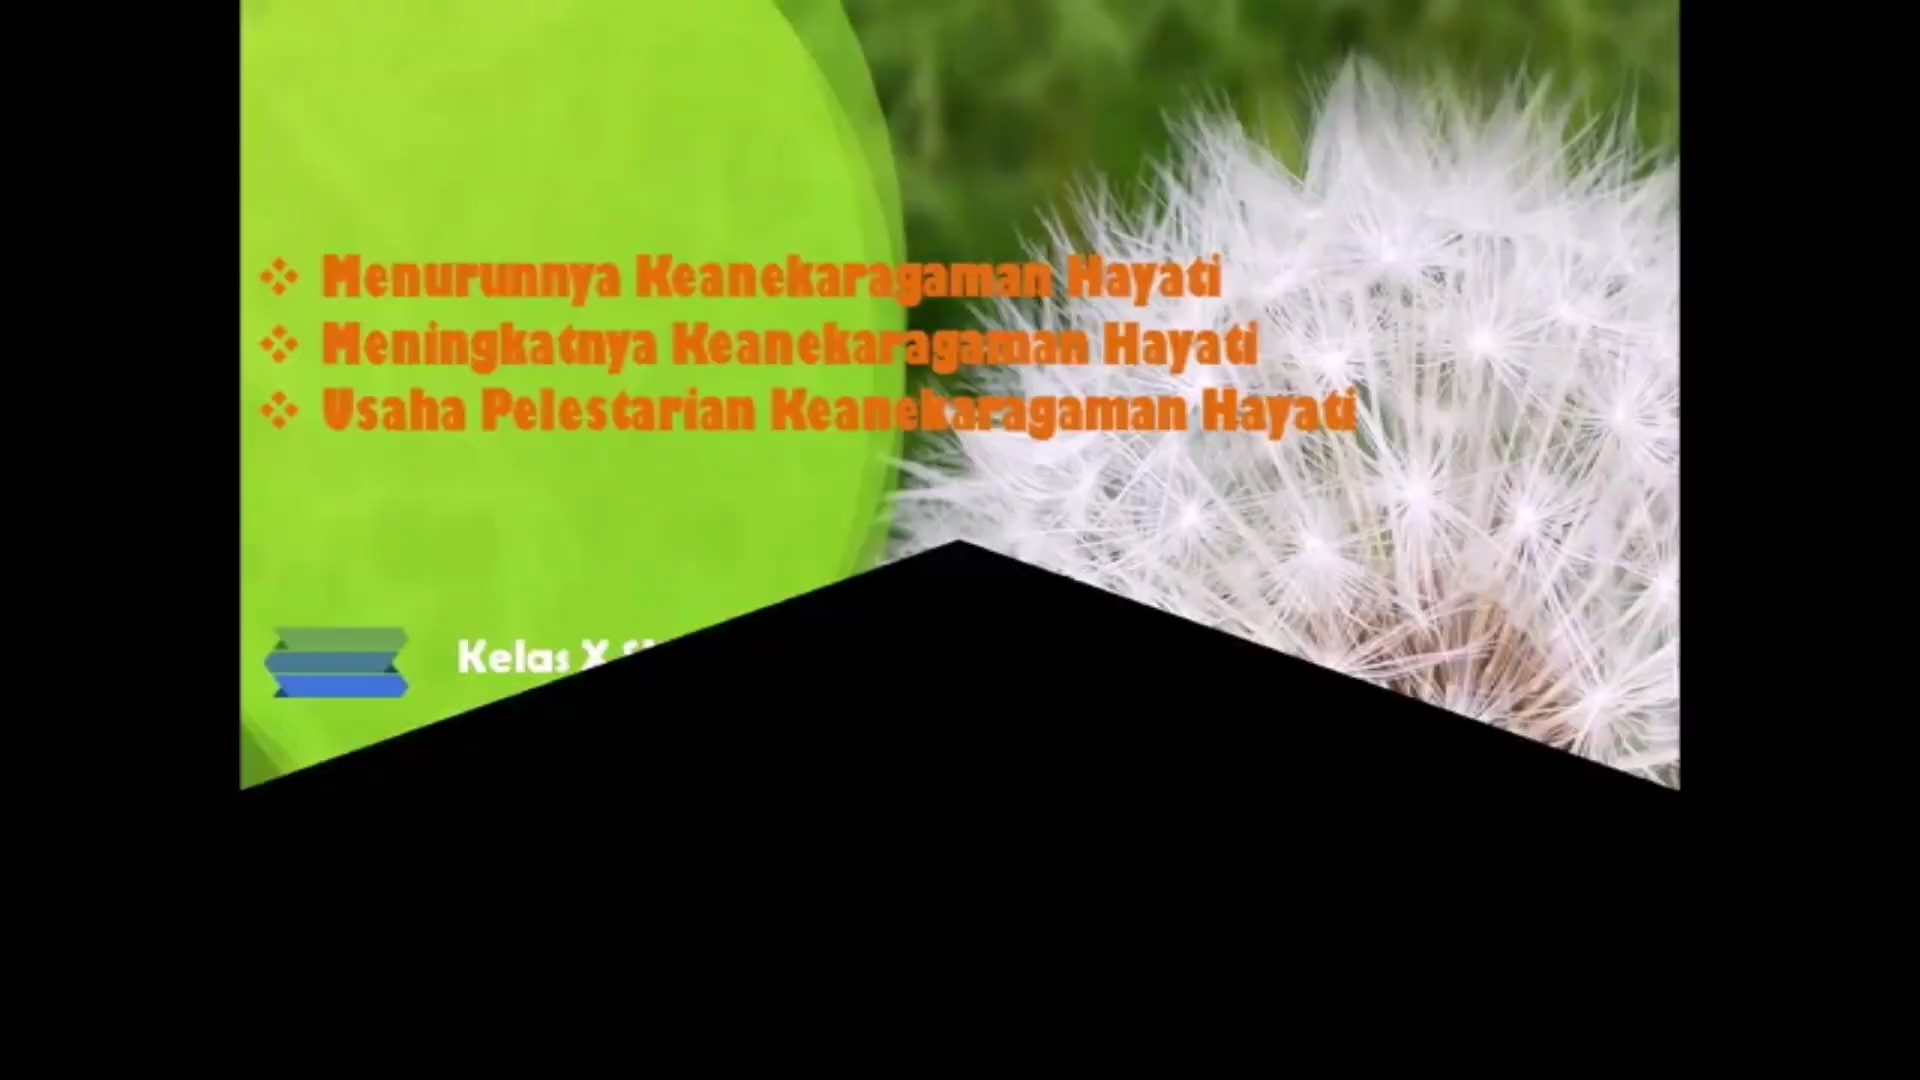 Menurunnya Keanekaragaman Hayati
Meningkatnya Keanekaragaman Hayati
Usaha Pelestarian Keanekaragaman Hayati
Kelas X